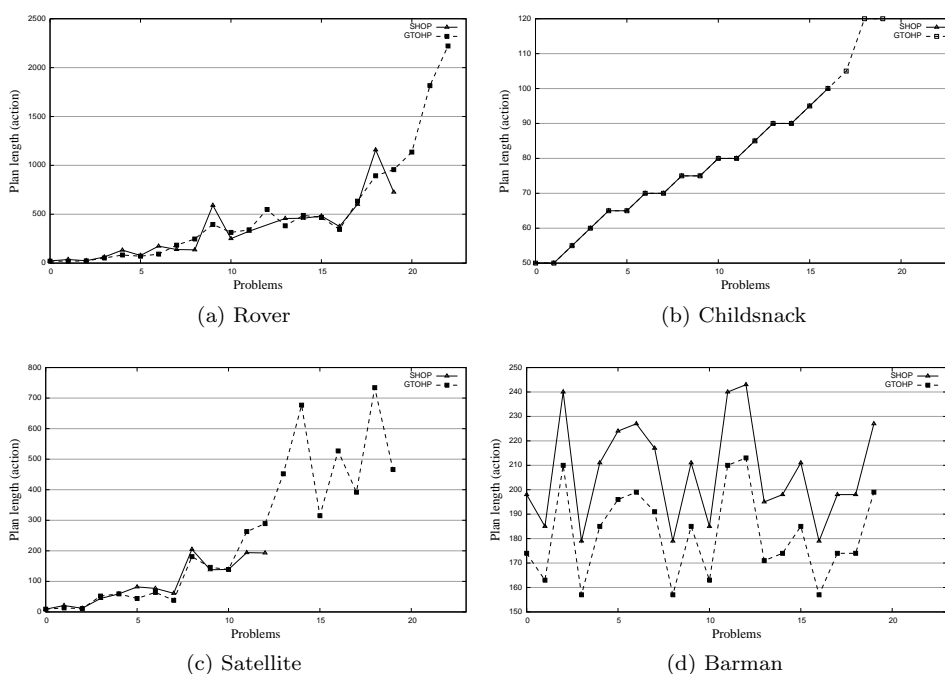 2500
2000
1500
1000
500
0
0
5
10
15
20
Plan length (action)
Problems
SHOP
GTOHP
(a) Rover
120
110
100
90
80
70
60
50
0
5
10
15
20
Plan length (action)
Problems
SHOP
GTOHP
(b) Childsnack
800
700
600
500
400
300
200
100
0
0
5
10
15
20
Plan length (action)
Problems
SHOP
GTOHP
(c) Satellite
250
240
230
220
210
200
190
180
170
160
150
0
5
10
15
20
Plan length (action)
Problems
SHOP
GTOHP
(d) Barman